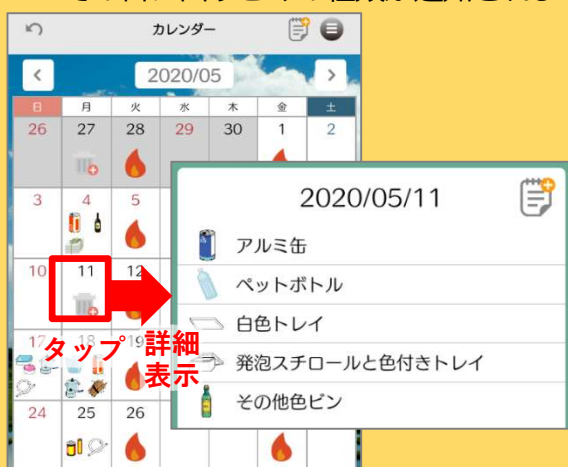 カレンダー
2020/05
日 月 火 水 木 金 土
26 27 28 29 30 1 2
3 4 5
10 11 12
17 18 19
24 25 26
タップ
詳細
表示
2020/05/11
アルミ缶
ペットボトル
白色トレイ
発泡スチロールと色付きトレイ
その他色ビン